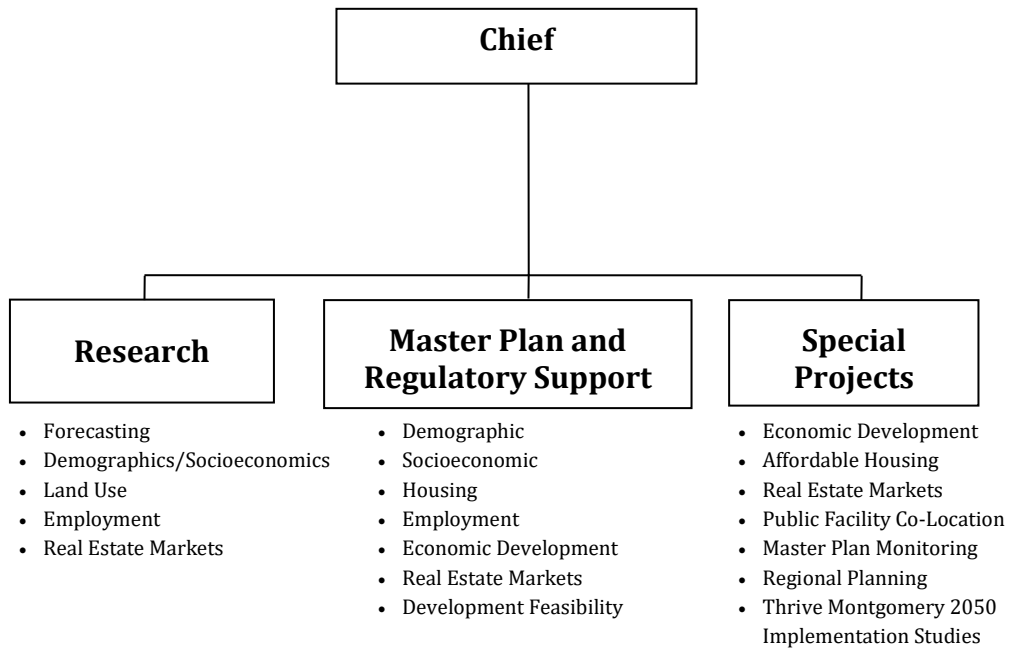 Chief
Research
• Forecasting
• Demographics/Socioeconomics
• Land Use
• Employment
• Real Estate Markets
Master Plan and
Regulatory Support
• Demographic
• Socioeconomic
• Housing
• Employment
• Economic Development
• Real Estate Markets
• Development Feasibility
Special
Projects
• Economic Development
• Affordable Housing
• Real Estate Markets
• Public Facility Co-Location
• Master Plan Monitoring
• Regional Planning
• Thrive Montgomery 2050
Implementation Studies